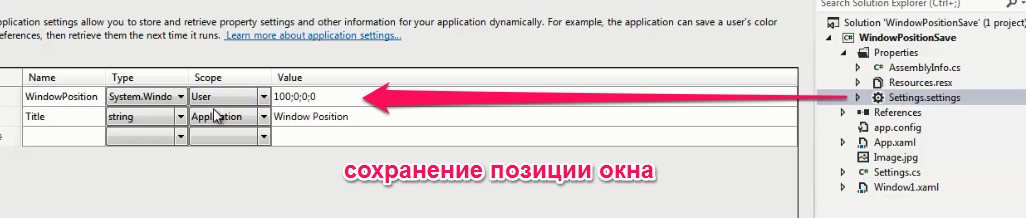 Search Solution Explorer (Ctrl+;)
pplication settings allow you to store and retrieve property settings and other information for your application dynamically. For example, the application can save a user's color
eferences, then retrieve them the next time it runs. Learn more about application settings...
Solution 'WindowPositionSave' (1 project)
WindowPositionSave
Properties
AssemblyInfo.cs
Resources.resx
Settings.settings
References
app.config
App.xaml
Image.jpg
Settings.cs
Window1.xaml
Name Type Scope Value
WindowPosition System.Windo User 100;0;0;0
Title string Application Window Position
сохранение позиции окна